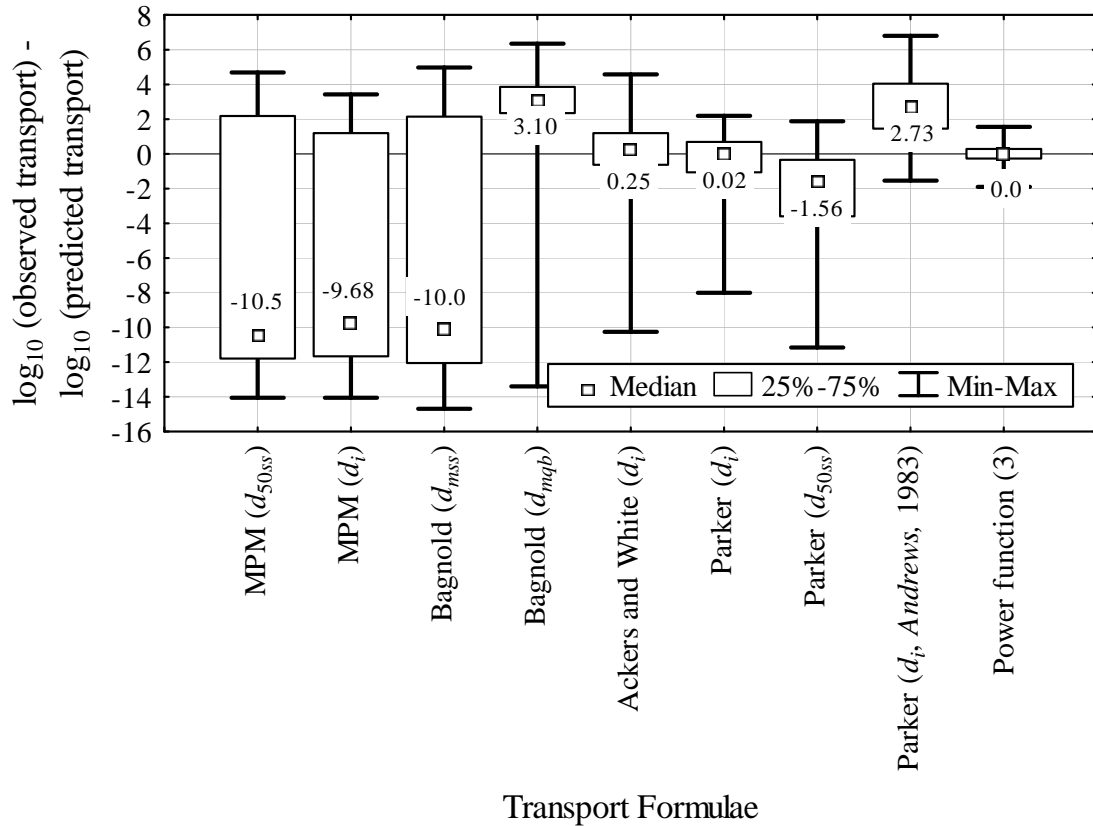 log10 (observed transport) -
log10 (predicted transport)
8
6
4
2
0
-2
-4
-6
-8
-10
-12
-14
-16
-10.5
-9.68
-10.0
3.10
0.25
0.02
-1.56
2.73
0.0
Median
25%-75%
Min-Max
MPM (d50ss)
MPM (di)
Bagnold (dmss)
Bagnold (dmqb)
Ackers and White (di)
Parker (di)
Parker (d50ss)
Parker (di, Andrews, 1983)
Power function (3)
Transport Formulae